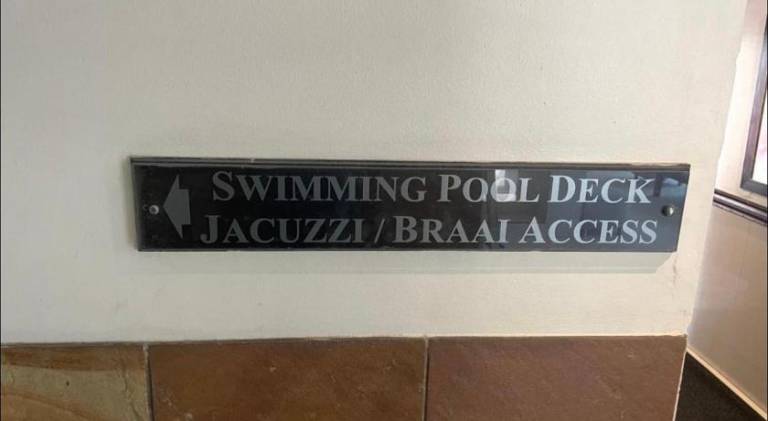 SWIMMING POOL DECK
JACUZZI / BRAAI ACCESS